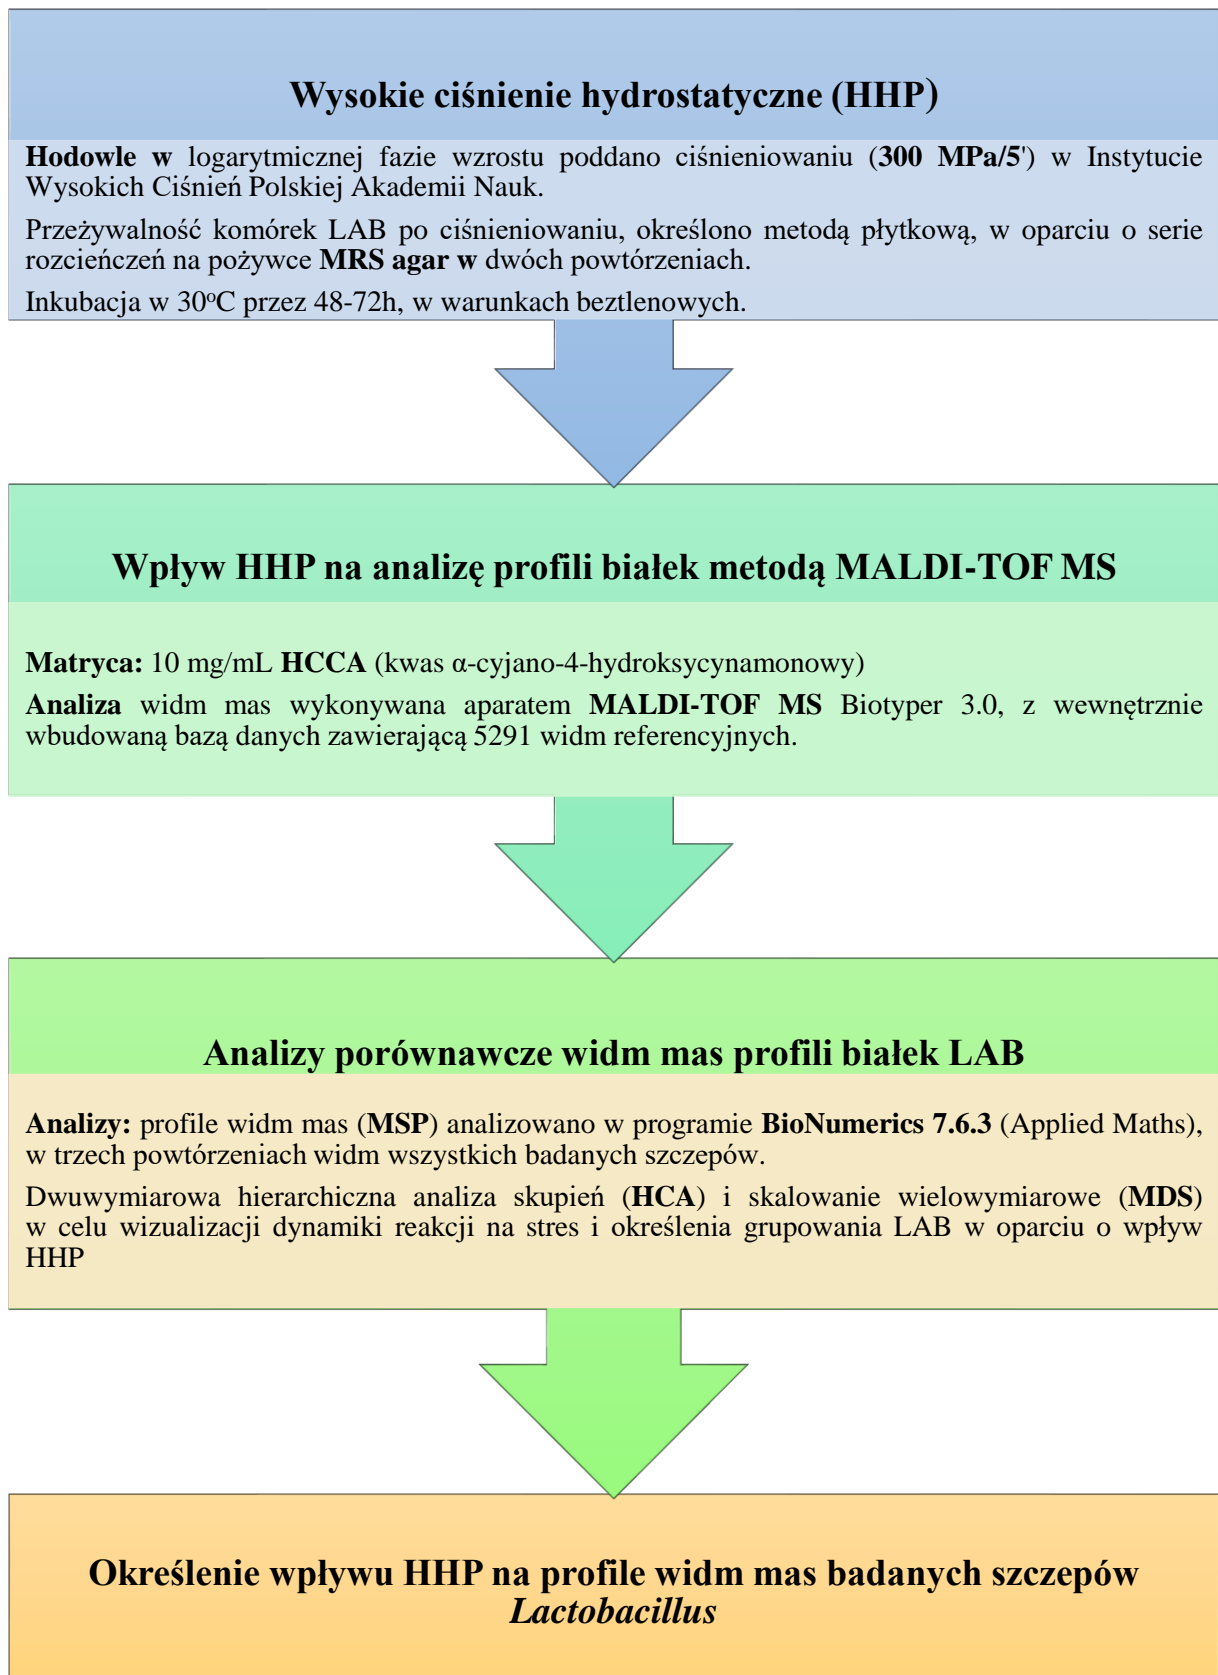 Wysokie ciśnienie hydrostatyczne (HHP)
Hodowle w logarytmicznej fazie wzrostu poddano ciśnieniowaniu (300 MPa/5') w Instytucie
Wysokich Ciśnień Polskiej Akademii Nauk.
Przeżywalność komórek LAB po ciśnieniowaniu, określono metodą płytkową, w oparciu o serie
rozcieńczeń na pożywce MRS agar w dwóch powtórzeniach.
Inkubacja w 30°C przez 48-72h, w warunkach beztlenowych.
Wpływ HHP na analizę profili białek metodą MALDI-TOF MS
Matryca: 10 mg/mL HCCA (kwas α-cyjano-4-hydroksycynamonowy)
Analiza widm mas wykonywana aparatem MALDI-TOF MS Biotyper 3.0, z wewnętrznie
wbudowaną bazą danych zawierającą 5291 widm referencyjnych.
Analizy porównawcze widm mas profili białek LAB
Analizy: profile widm mas (MSP) analizowano w programie BioNumerics 7.6.3 (Applied Maths),
w trzech powtórzeniach widm wszystkich badanych szczepów.
Dwuwymiarowa hierarchiczna analiza skupień (HCA) i skalowanie wielowymiarowe (MDS)
w celu wizualizacji dynamiki reakcji na stres i określenia grupowania LAB w oparciu o wpływ
HHP
Określenie wpływu HHP na profile widm mas badanych szczepów
Lactobacillus